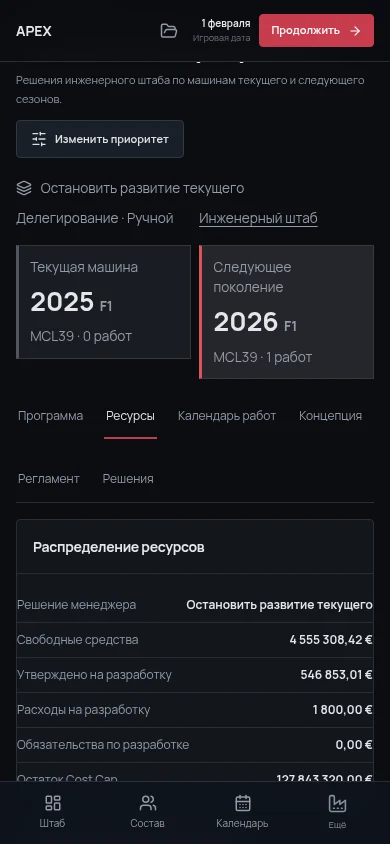 APEX
1 февраля
Игровая дата
Продолжить
Решения инженерного штаба по машинам текущего и следующего
сезонов.
Изменить приоритет
Остановить развитие текущего
Делегирование · Ручной
Инженерный штаб
Текущая машина
2025 F1
MCL39 · 0 работ
Следующее
поколение
2026 F1
MCL39 · 1 работ
Программа
Ресурсы
Календарь работ
Концепция
Регламент
Решения
Распределение ресурсов
Решение менеджера Остановить развитие текущего
Свободные средства 4 555 308,42 €
Утверждено на разработку 546 853,01 €
Расходы на разработку 1 800,00 €
Обязательства по разработке 0,00 €
Остаток Cost Cap 127 843 320,00 €
Штаб
Состав
Календарь
Ещё